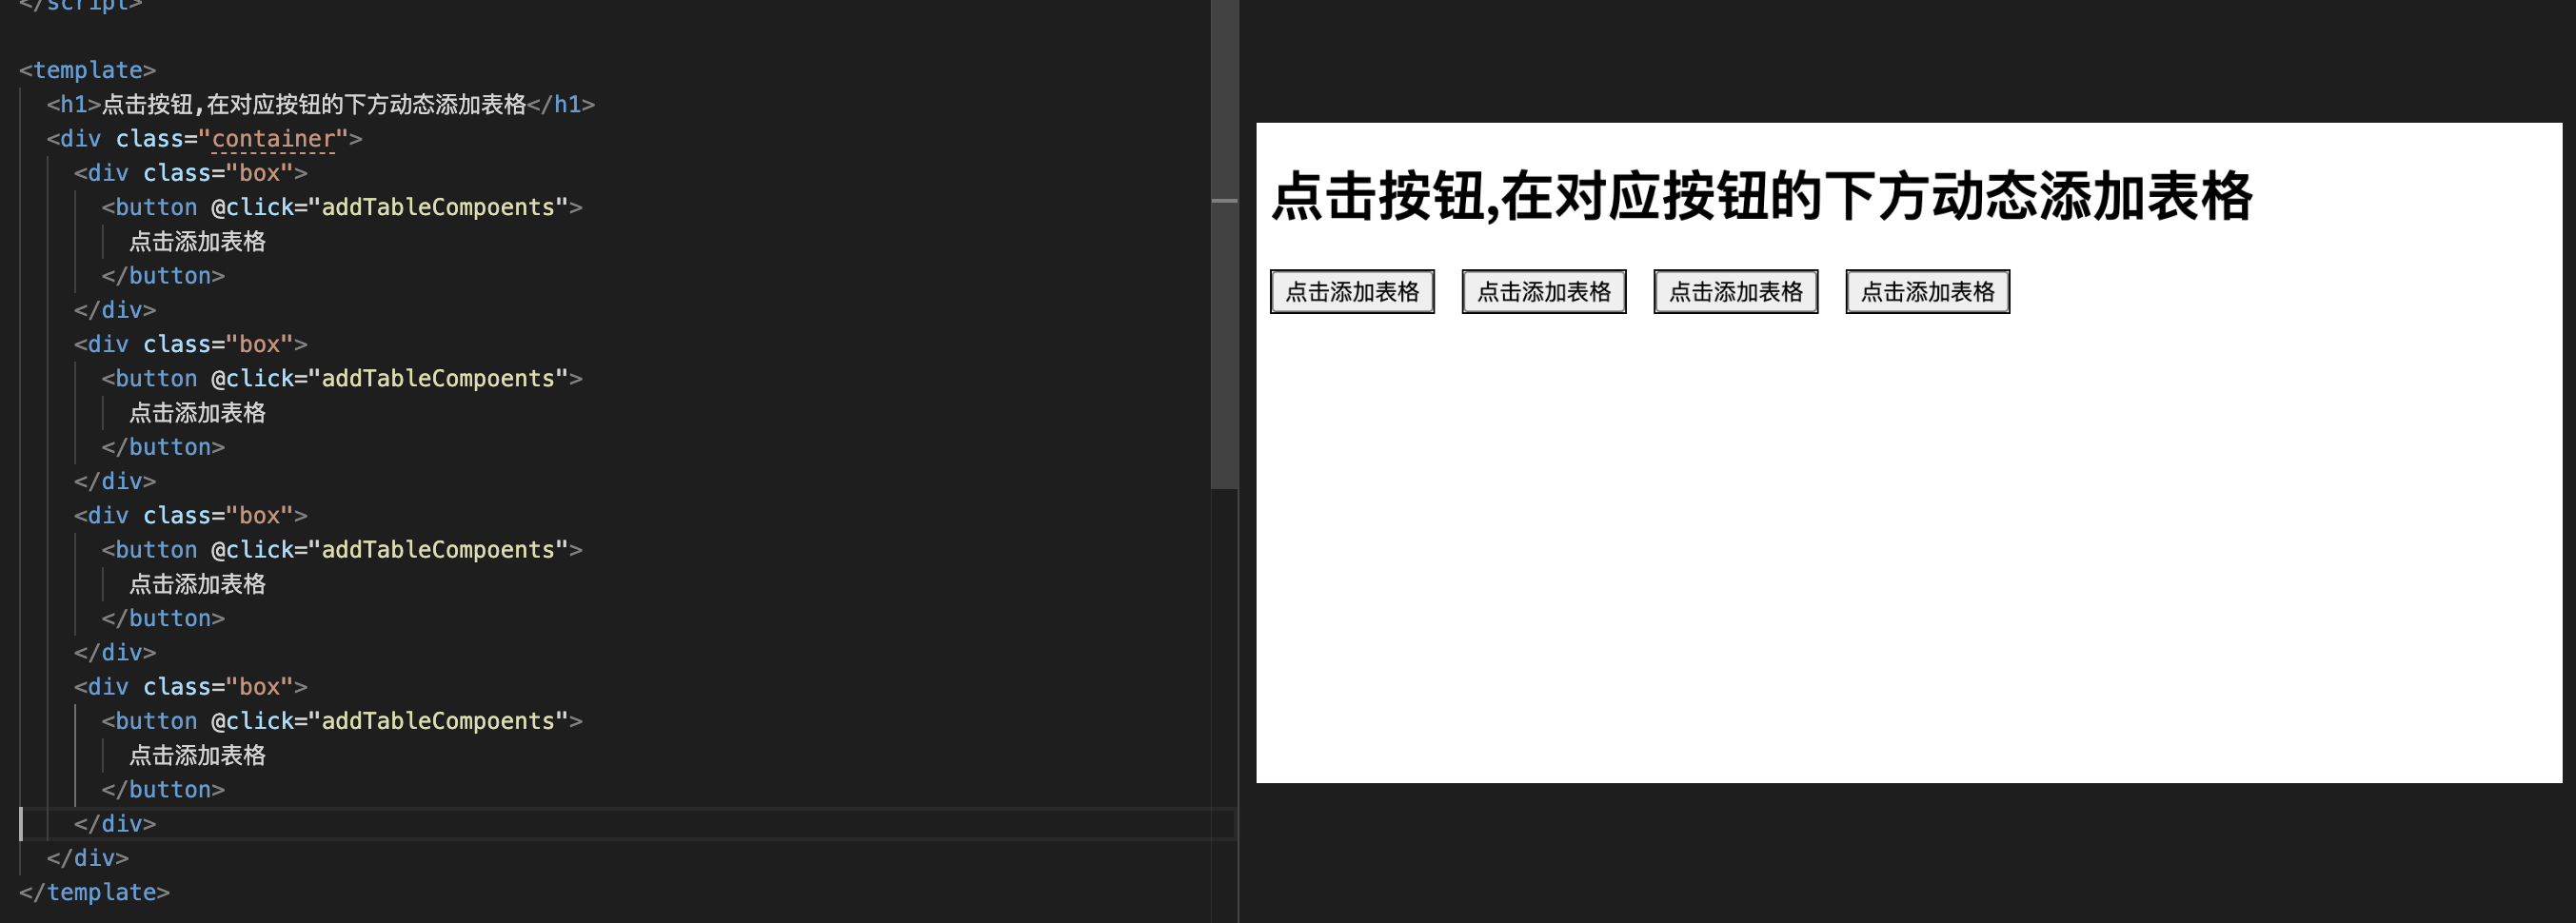 </script>
<template>
<h1>点击按钮,在对应按钮的下方动态添加表格</h1>
<div class="container">
<div class="box">
<button @click="addTableCompoents">
点击添加表格
</button>
</div>
<div class="box">
<button @click="addTableCompoents">
点击添加表格
</button>
</div>
<div class="box">
<button @click="addTableCompoents">
点击添加表格
</button>
</div>
<div class="box">
<button @click="addTableCompoents">
点击添加表格
</button>
</div>
</div>
</template>
点击按钮,在对应按钮的下方动态添加表格
点击添加表格 点击添加表格 点击添加表格 点击添加表格